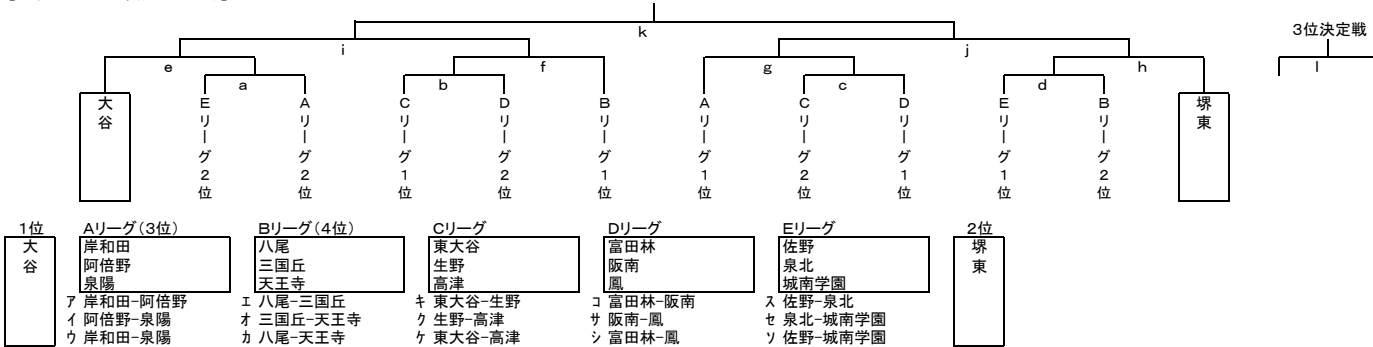 k
3位決定戦
i
j
e
f
g
h
l
a
b
c
d
大谷
Eリーグ2位
Aリーグ2位
Cリーグ1位
Dリーグ2位
Bリーグ1位
Aリーグ1位
Cリーグ2位
Dリーグ1位
Eリーグ1位
Bリーグ2位
堺東
1位 Aリーグ(3位) Bリーグ(4位) Cリーグ Dリーグ Eリーグ 2位
大谷 岸和田 八尾 東大谷 富田林 佐野 堺東
阿倍野 三国丘 生野 阪南 泉北
泉陽 天王寺 高津 鳳 城南学園
ア 岸和田-阿倍野 エ 八尾-三国丘 キ 東大谷-生野 コ 富田林-阪南 ス 佐野-泉北
イ 阿倍野-泉陽 オ 三国丘-天王寺 ク 生野-高津 サ 阪南-鳳 セ 泉北-城南学園
ウ 岸和田-泉陽 カ 八尾-天王寺 ケ 東大谷-高津 シ 富田林-鳳 ソ 佐野-城南学園